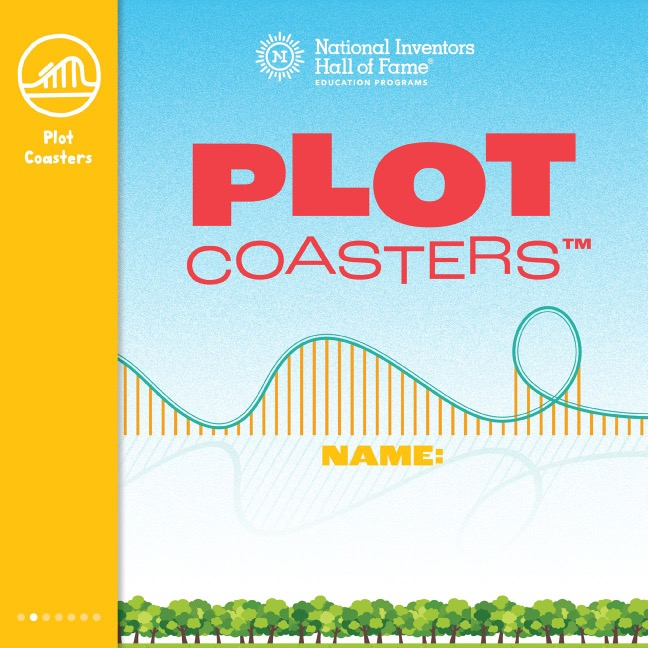 Plot
Coasters
N
National Inventors
Hall of Fame®
EDUCATION PROGRAMS
PLOT
COASTERS™
NAME: